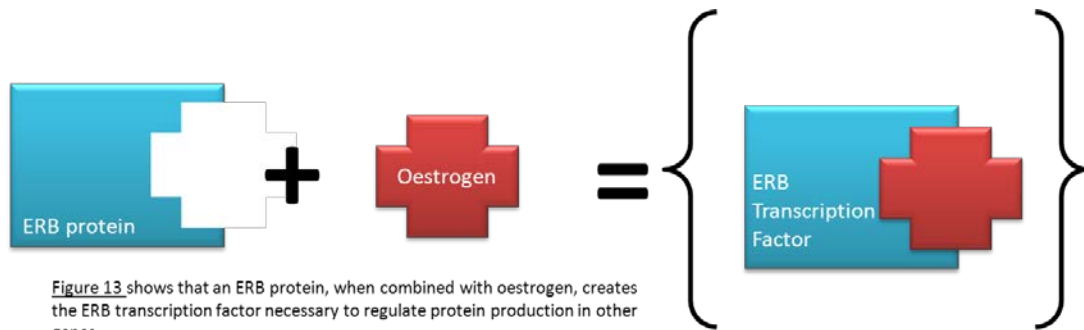 ERB protein
+
Oestrogen
=
ERB
Transcription
Factor
Figure 13 shows that an ERB protein, when combined with oestrogen, creates
the ERB transcription factor necessary to regulate protein production in other